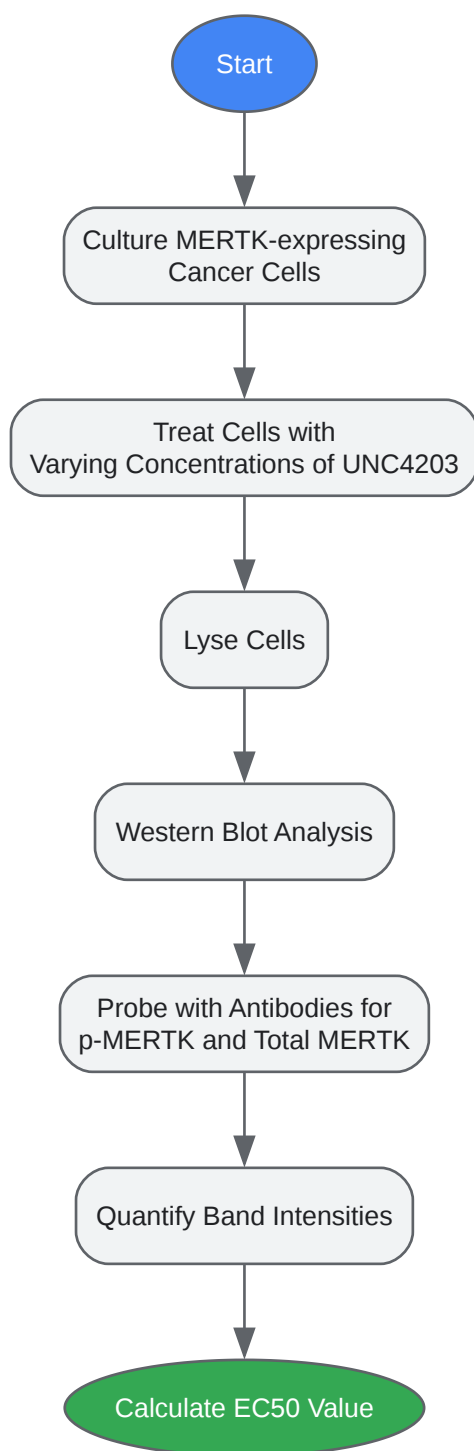 Start
Culture MERTK-expressing
Cancer Cells
Treat Cells with
Varying Concentrations of UNC4203
Lyse Cells
Western Blot Analysis
Probe with Antibodies for
p-MERTK and Total MERTK
Quantify Band Intensities
Calculate EC50 Value